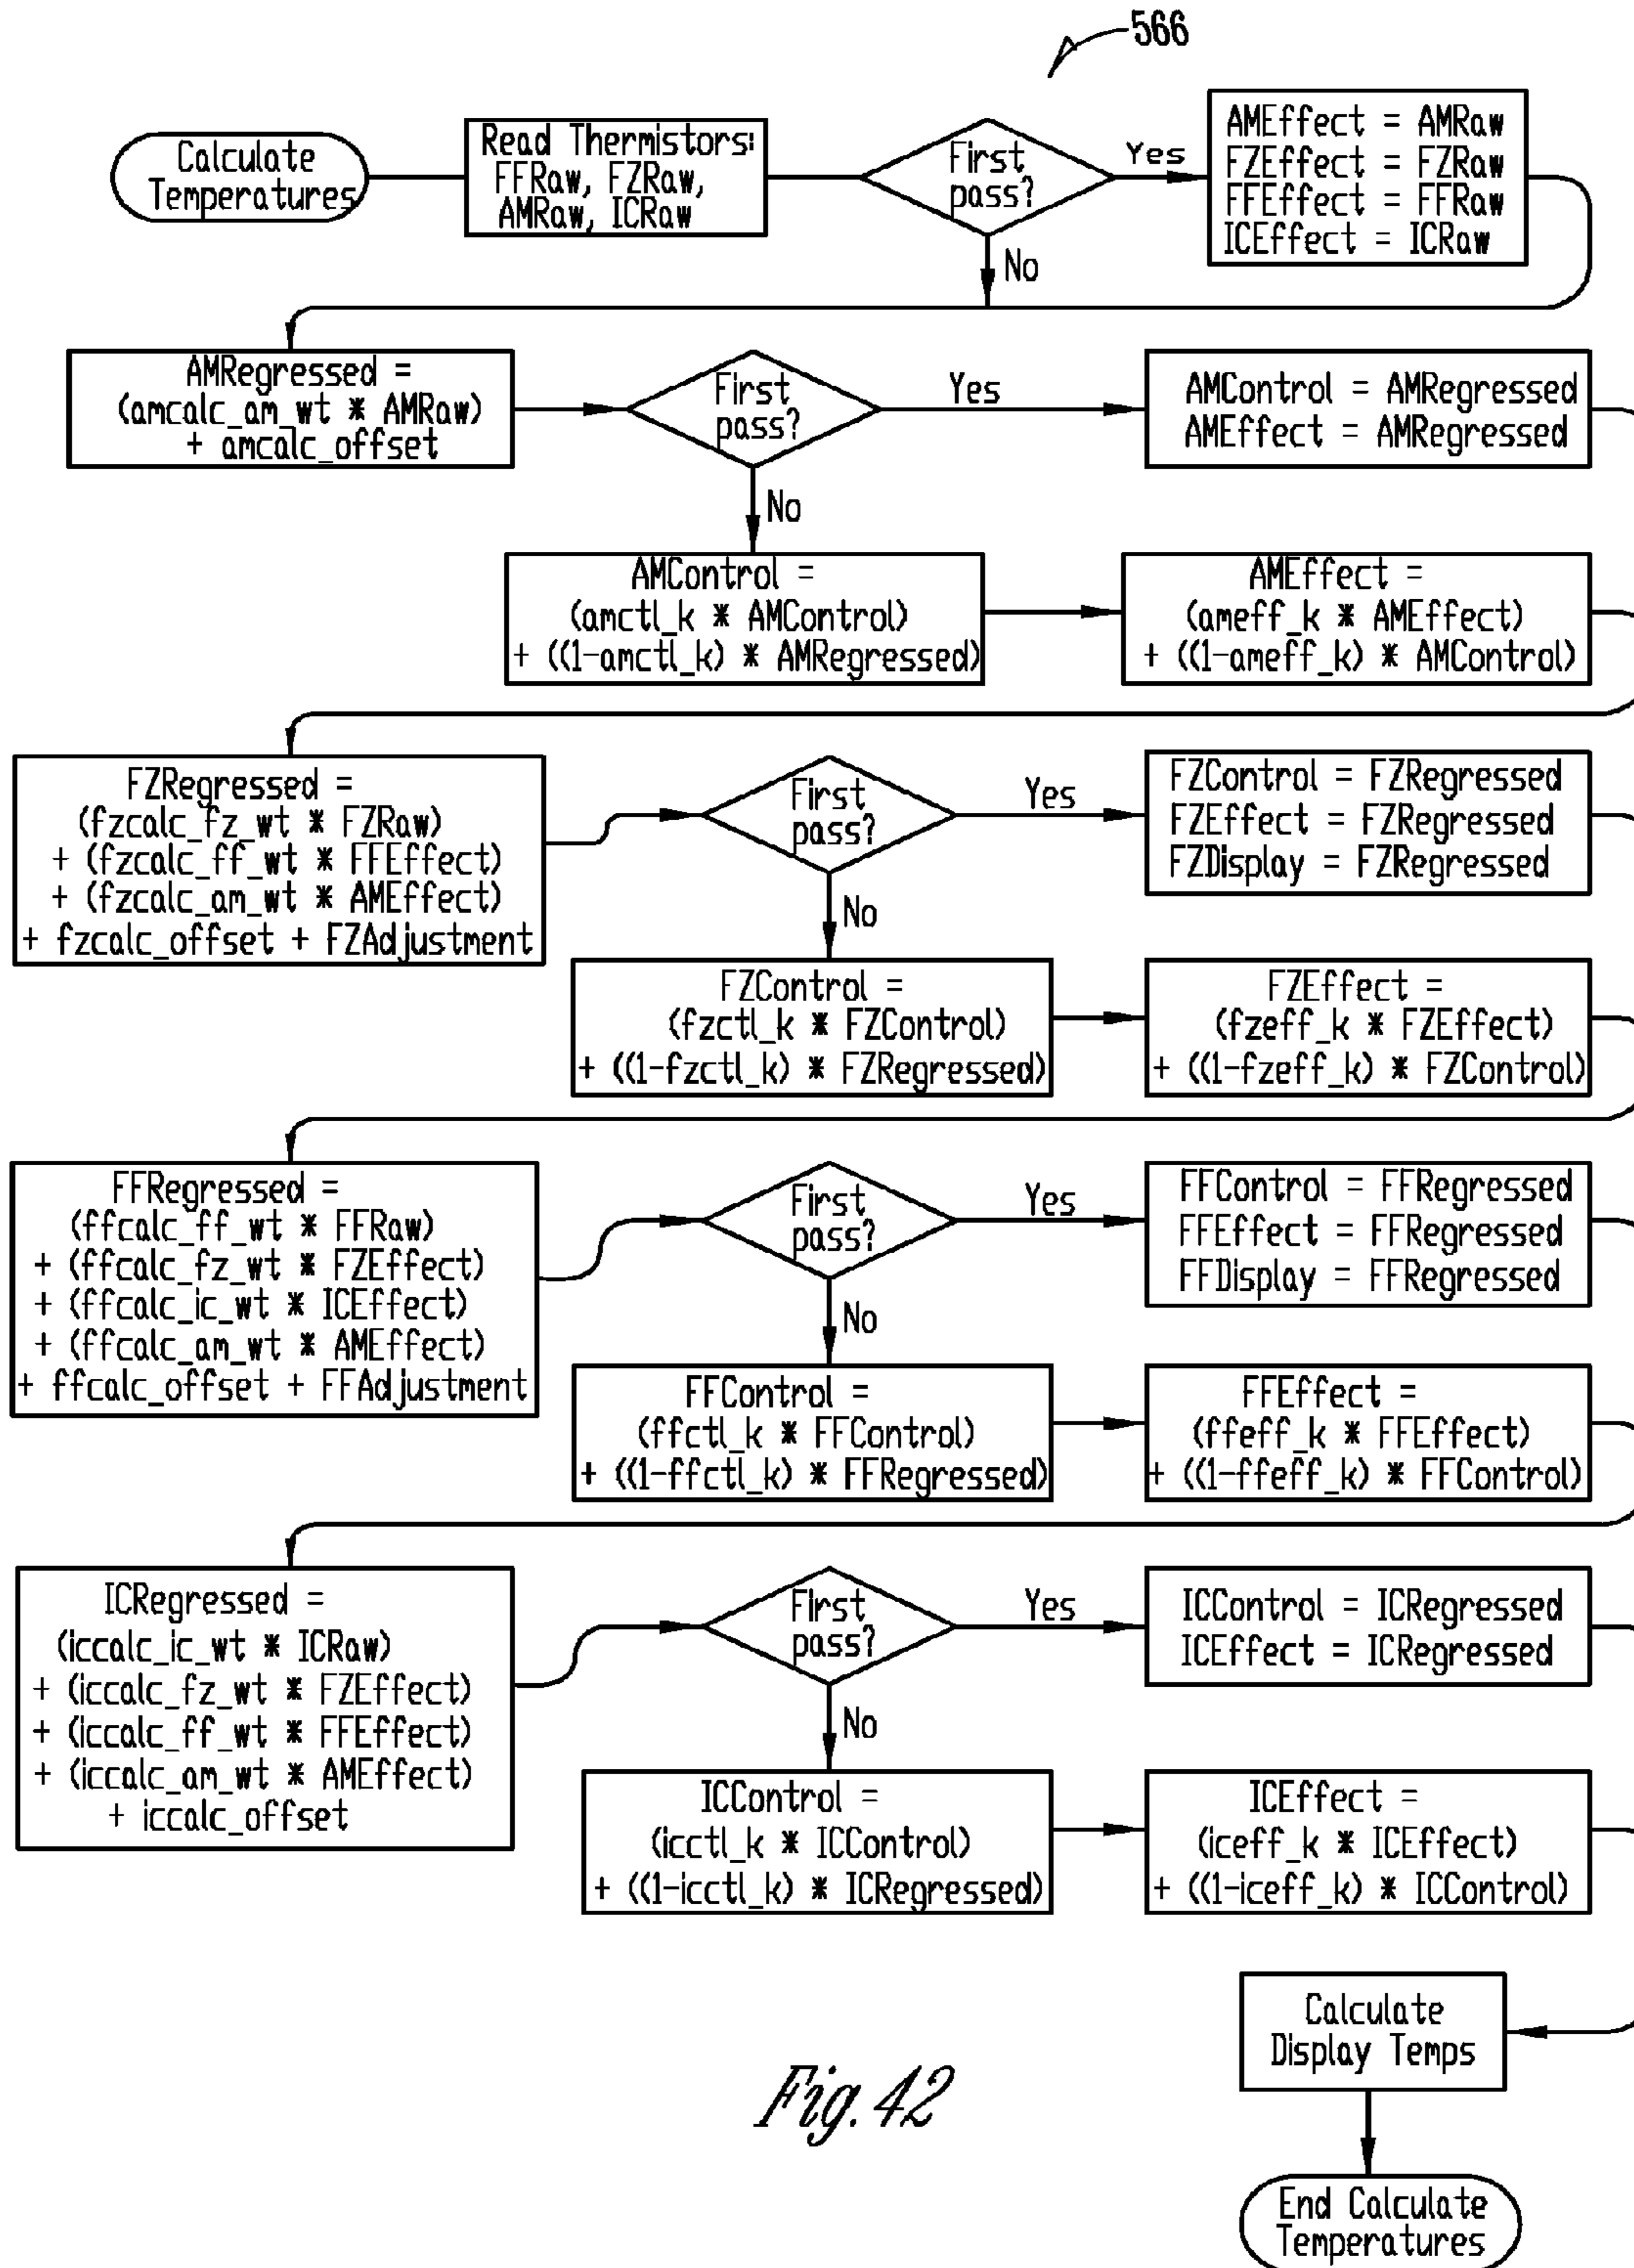 566
Calculate
Temperatures
Read Thermistors:
FFRaw, FZRaw,
AMRaw, ICRaw
First
pass?
Yes
AMEffect = AMRaw
FZEffect = FZRaw
FFEffect = FFRaw
ICEffect = ICRaw
No
AMRegressed =
(amcalc_am_wt * AMRaw)
+ amcalc_offset
First
pass?
Yes
AMControl = AMRegressed
AMEffect = AMRegressed
No
AMControl =
(amctl_k * AMControl)
+ ((1-amctl_k) * AMRegressed)
AMEffect =
(ameff_k * AMEffect)
+ ((1-ameff_k) * AMControl)
FZRegressed =
(fzcalc_fz_wt * FZRaw)
+ (fzcalc_ff_wt * FFEffect)
+ (fzcalc_am_wt * AMEffect)
+ fzcalc_offset + FZAdjustment
First
pass?
Yes
FZControl = FZRegressed
FZEffect = FZRegressed
FZDisplay = FZRegressed
No
FZControl =
(fzctl_k * FZControl)
+ ((1-fzctl_k) * FZRegressed)
FZEffect =
(fzeff_k * FZEffect)
+ ((1-fzeff_k) * FZControl)
FFRegressed =
(ffcalc_ff_wt * FFRaw)
+ (ffcalc_fz_wt * FZEffect)
+ (ffcalc_ic_wt * ICEffect)
+ (ffcalc_am_wt * AMEffect)
+ ffcalc_offset + FFAdjustment
First
pass?
Yes
FFControl = FFRegressed
FFEffect = FFRegressed
FFDisplay = FFRegressed
No
FFControl =
(ffctl_k * FFControl)
+ ((1-ffctl_k) * FFRegressed)
FFEffect =
(ffeff_k * FFEffect)
+ ((1-ffeff_k) * FFControl)
ICRegressed =
(iccalc_ic_wt * ICRaw)
+ (iccalc_fz_wt * FZEffect)
+ (iccalc_ff_wt * FFEffect)
+ (iccalc_am_wt * AMEffect)
+ iccalc_offset
First
pass?
Yes
ICControl = ICRegressed
ICEffect = ICRegressed
No
ICControl =
(icctl_k * ICControl)
+ ((1-icctl_k) * ICRegressed)
ICEffect =
(iceff_k * ICEffect)
+ ((1-iceff_k) * ICControl)
Calculate
Display Temps
End Calculate
Temperatures
Fig. 42